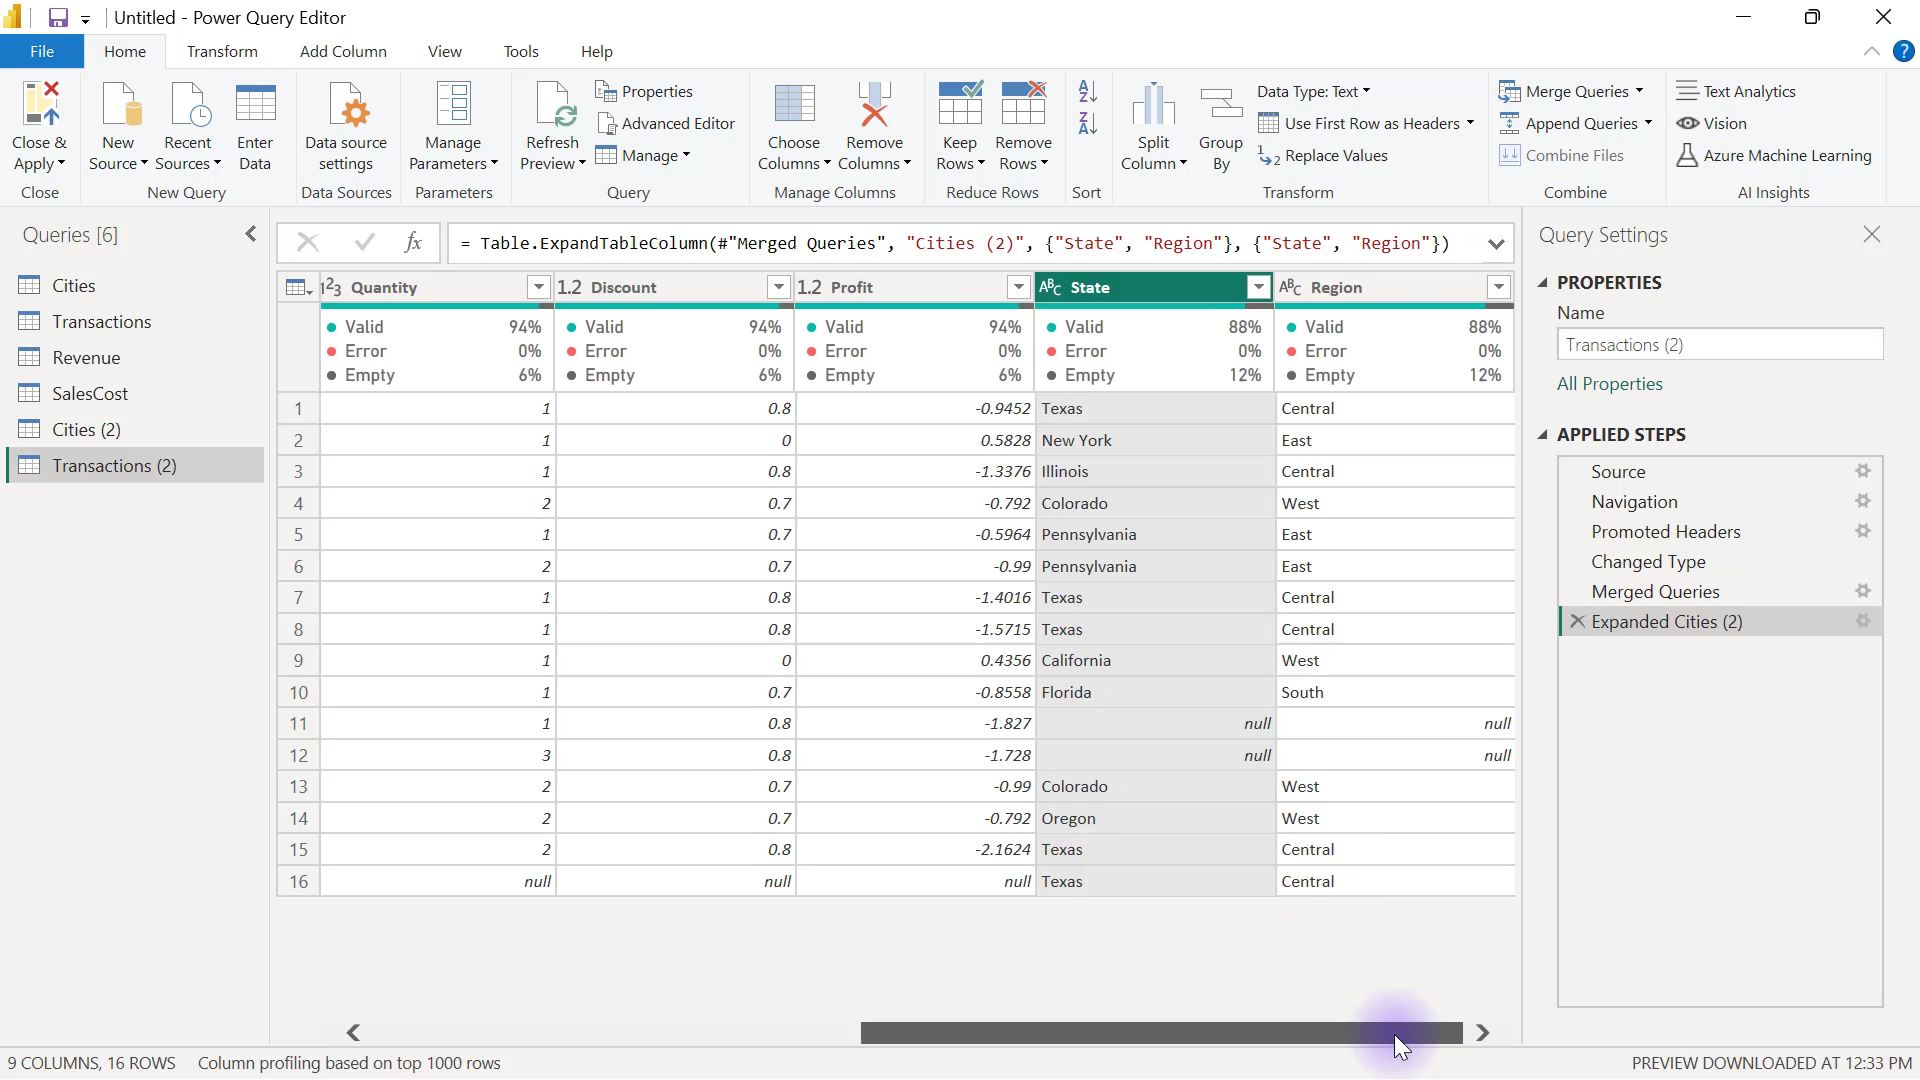 Untitled - Power Query Editor
File Home Transform Add Column View Tools Help
Close & Apply
Close
New Source
Recent Sources
Enter Data
New Query
Data source settings
Data Sources
Manage Parameters
Parameters
Refresh Preview
Properties
Advanced Editor
Manage
Query
Choose Columns
Remove Columns
Manage Columns
Keep Rows
Remove Rows
Reduce Rows
Sort
Split Column
Group By
Data Type: Text
Use First Row as Headers
Replace Values
Transform
Merge Queries
Append Queries
Combine Files
Combine
Text Analytics
Vision
Azure Machine Learning
AI Insights
Queries [6]
Cities
Transactions
Revenue
SalesCost
Cities (2)
Transactions (2)
fx = Table.ExpandTableColumn(#"Merged Queries", "Cities (2)", {"State", "Region"}, {"State", "Region"})
123 Quantity 1.2 Discount 1.2 Profit ABC State ABC Region
Valid 94% Valid 94% Valid 94% Valid 88% Valid 88%
Error 0% Error 0% Error 0% Error 0% Error 0%
Empty 6% Empty 6% Empty 6% Empty 12% Empty 12%
1 1 0.8 -0.9452 Texas Central
2 1 0 0.5828 New York East
3 1 0.8 -1.3376 Illinois Central
4 2 0.7 -0.792 Colorado West
5 1 0.7 -0.5964 Pennsylvania East
6 2 0.7 -0.99 Pennsylvania East
7 1 0.8 -1.4016 Texas Central
8 1 0.8 -1.5715 Texas Central
9 1 0 0.4356 California West
10 1 0.7 -0.8558 Florida South
11 1 0.8 -1.827 null null
12 3 0.8 -1.728 null null
13 2 0.7 -0.99 Colorado West
14 2 0.7 -0.792 Oregon West
15 2 0.8 -2.1624 Texas Central
16 null null null Texas Central
Query Settings
PROPERTIES
Name
Transactions (2)
All Properties
APPLIED STEPS
Source
Navigation
Promoted Headers
Changed Type
Merged Queries
Expanded Cities (2)
9 COLUMNS, 16 ROWS Column profiling based on top 1000 rows
PREVIEW DOWNLOADED AT 12:33 PM